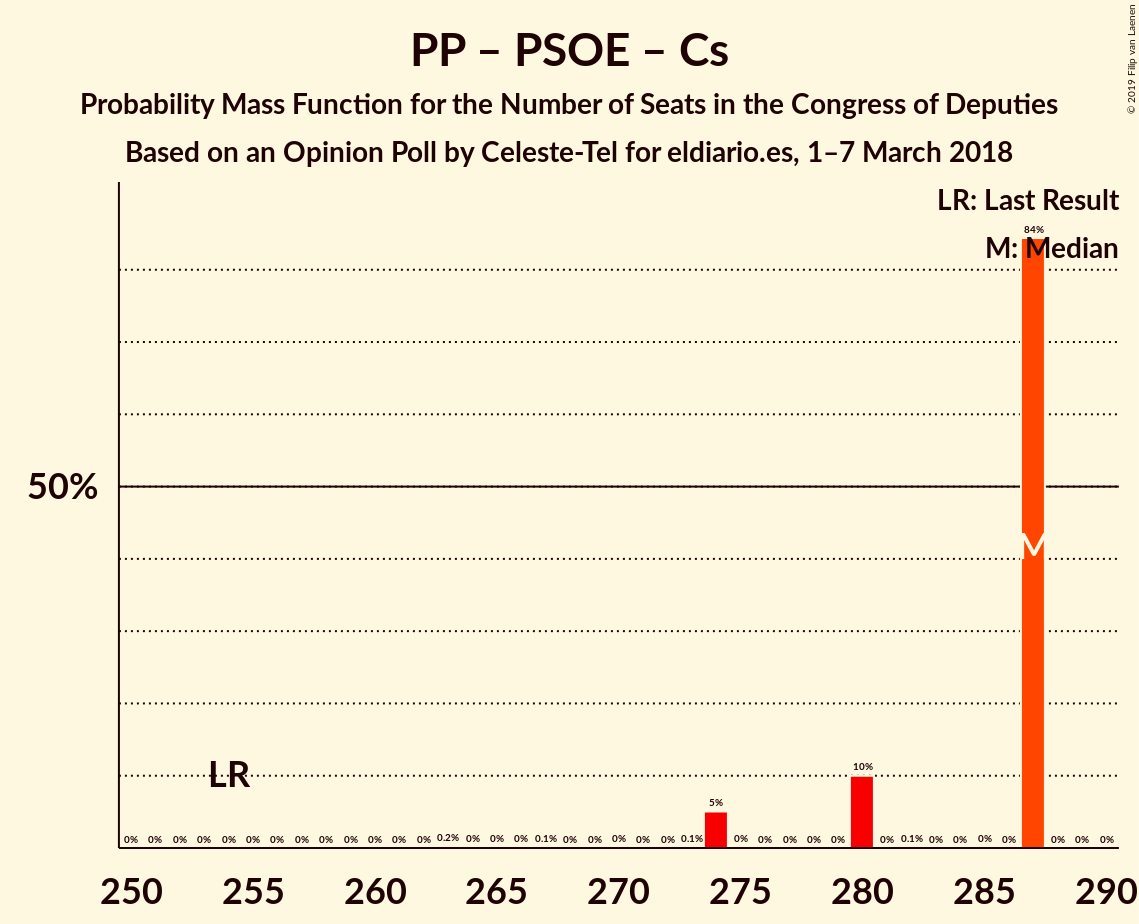 PP – PSOE – Cs
Probability Mass Function for the Number of Seats in the Congress of Deputies
Based on an Opinion Poll by Celeste-Tel for eldiario.es, 1–7 March 2018
© 2019 Filip van Laenen
LR: Last Result
M: Median
84%
50%
M
LR
10%
5%
0% 0% 0% 0% 0% 0% 0% 0% 0% 0% 0% 0% 0% 0.2% 0% 0% 0% 0.1% 0% 0% 0% 0% 0% 0.1% 0% 0% 0% 0% 0% 0% 0.1% 0% 0% 0% 0% 0% 0% 0%
250 255 260 265 270 275 280 285 290